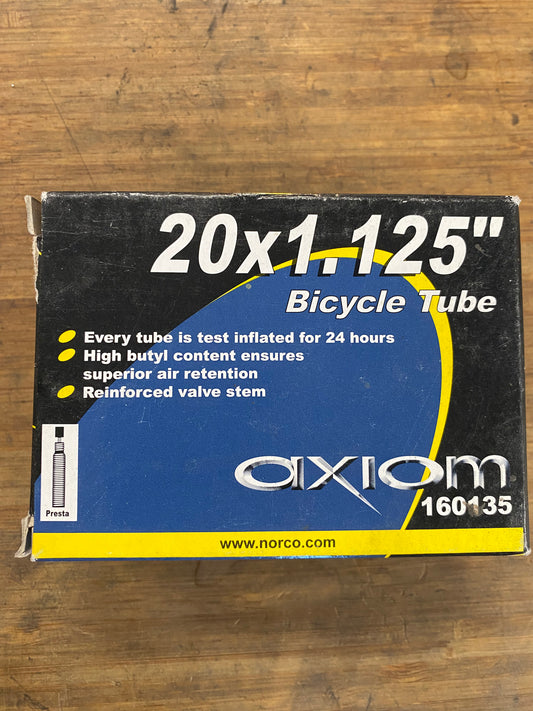 20x1.125"
Bicycle Tube
Every tube is test inflated for 24 hours
High butyl content ensures
superior air retention
Reinforced valve stem
axiom
160135
Presta
www.norco.com